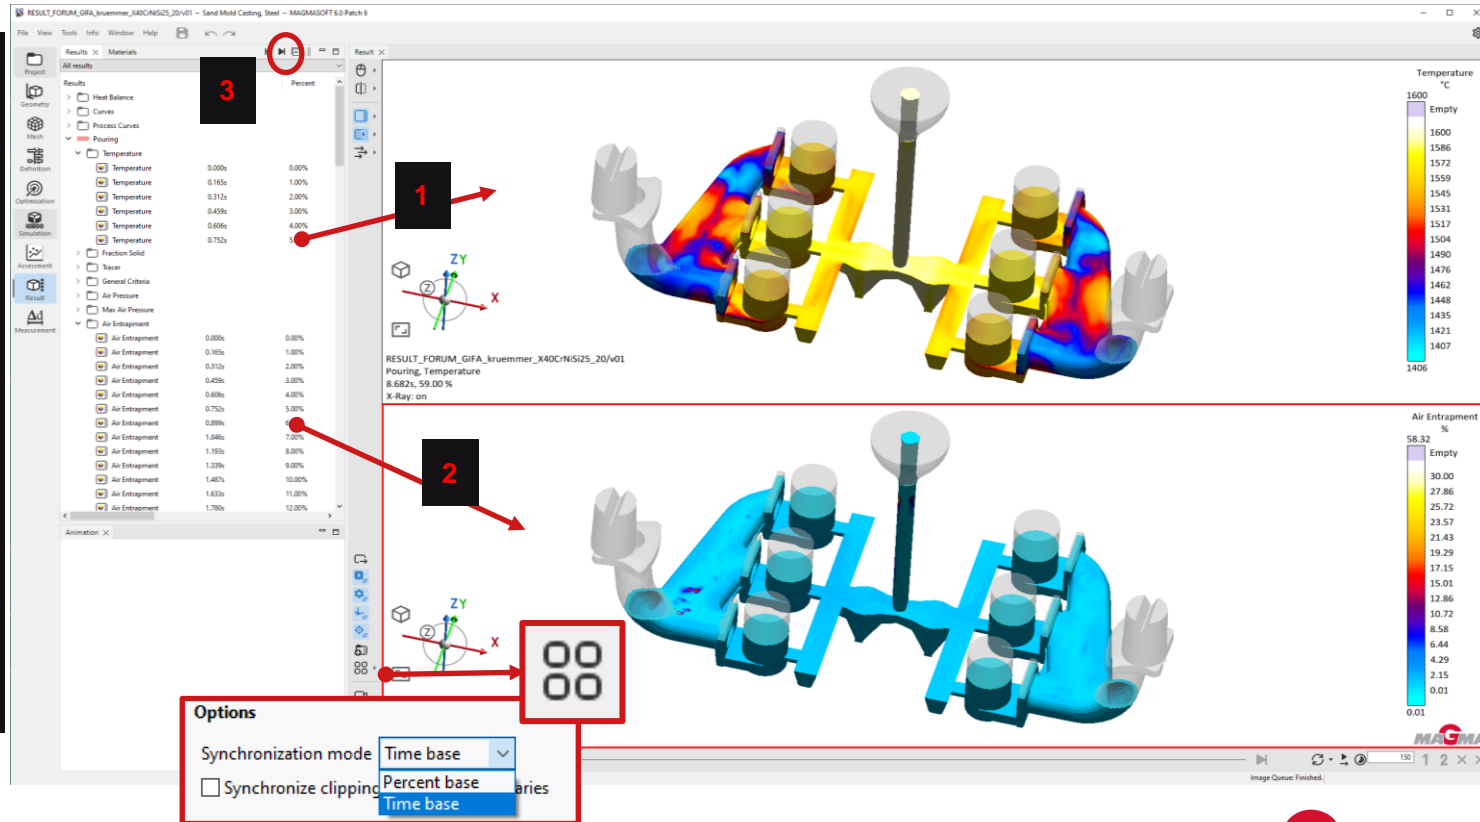 RESULT_FORUM_GIFA_kruemmer_X40CrNiSi25_20/v01 – Sand Mold Casting, Steel – MAGMASOFT 6.0 Patch 6
File View Tools Info Window Help
Project
Geometry
Mesh
Definition
Optimization
Simulation
Assessment
Result
Measurement
Results Materials
All results
Results Percent
Heat Balance
Curves
Process Curves
Pouring
Temperature
Temperature 0.000s 0.00%
Temperature 0.165s 1.00%
Temperature 0.312s 2.00%
Temperature 0.459s 3.00%
Temperature 0.606s 4.00%
Temperature 0.752s
Fraction Solid
Tracer
General Criteria
Air Pressure
Max Air Pressure
Air Entrapment
Air Entrapment 0.000s 0.00%
Air Entrapment 0.165s 1.00%
Air Entrapment 0.312s 2.00%
Air Entrapment 0.459s 3.00%
Air Entrapment 0.606s 4.00%
Air Entrapment 0.752s 5.00%
Air Entrapment 0.899s
Air Entrapment 1.046s 7.00%
Air Entrapment 1.193s 8.00%
Air Entrapment 1.339s 9.00%
Air Entrapment 1.487s 10.00%
Air Entrapment 1.633s 11.00%
Air Entrapment 1.780s 12.00%
Animation
3
1
2
Result
ZY
Z
X
RESULT_FORUM_GIFA_kruemmer_X40CrNiSi25_20/v01
Pouring, Temperature
8.682s, 59.00 %
X-Ray: on
Temperature
°C
1600
Empty
1600
1586
1572
1559
1545
1531
1517
1504
1490
1476
1462
1448
1435
1421
1407
1406
ZY
Z
X
Air Entrapment
%
58.32
Empty
30.00
27.86
25.72
23.57
21.43
19.29
17.15
15.01
12.86
10.72
8.58
6.44
4.29
2.15
0.01
0.01
MAGMA
150 1 2
Image Queue: Finished.
Options
Synchronization mode Time base
Percent base
Time base
Synchronize clipping